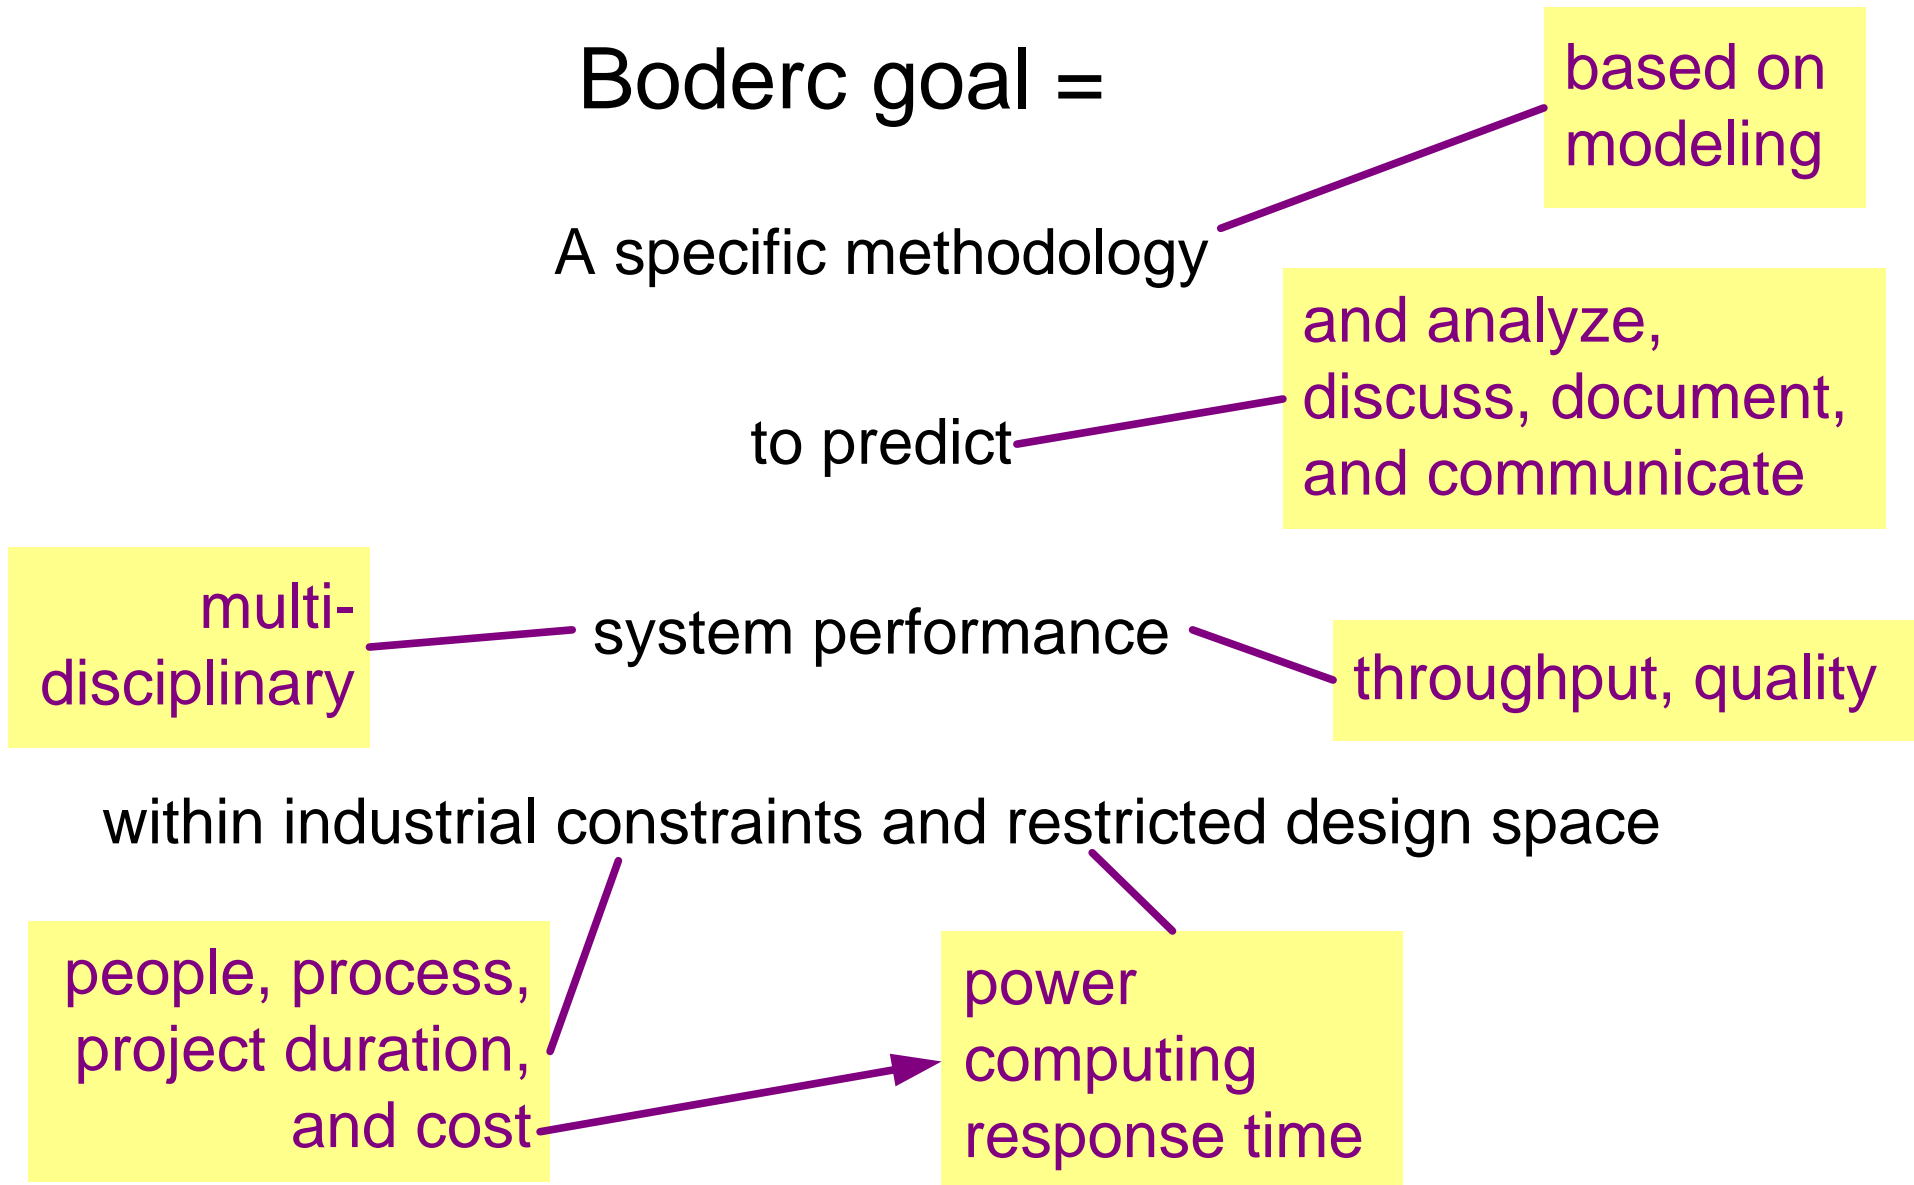 Boderc goal =
based on
modeling
A specific methodology
and analyze,
discuss, document,
and communicate
to predict
multi-
disciplinary
system performance
throughput, quality
within industrial constraints and restricted design space
people, process,
project duration,
and cost
power
computing
response time